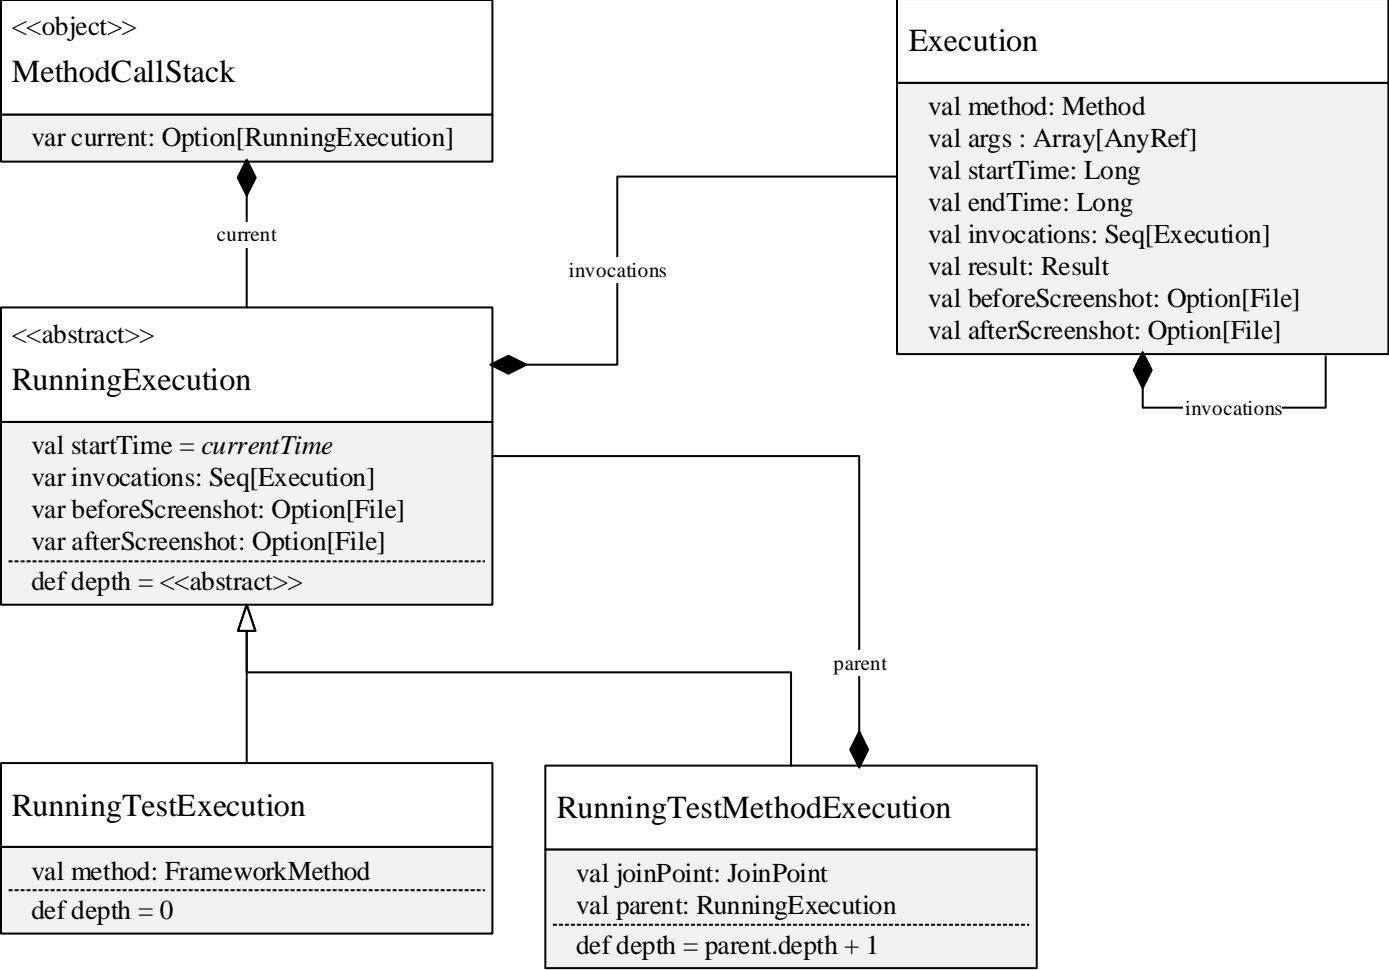 <<object>>
MethodCallStack
var current: Option[RunningExecution]
current
Execution
val method: Method
val args : Array[AnyRef]
val startTime: Long
val endTime: Long
val invocations: Seq[Execution]
val result: Result
val beforeScreenshot: Option[File]
val afterScreenshot: Option[File]
invocations
invocations
<<abstract>>
RunningExecution
val startTime = currentTime
var invocations: Seq[Execution]
var beforeScreenshot: Option[File]
var afterScreenshot: Option[File]
def depth = <<abstract>>
parent
RunningTestExecution
val method: FrameworkMethod
def depth = 0
RunningTestMethodExecution
val joinPoint: JoinPoint
val parent: RunningExecution
def depth = parent.depth + 1